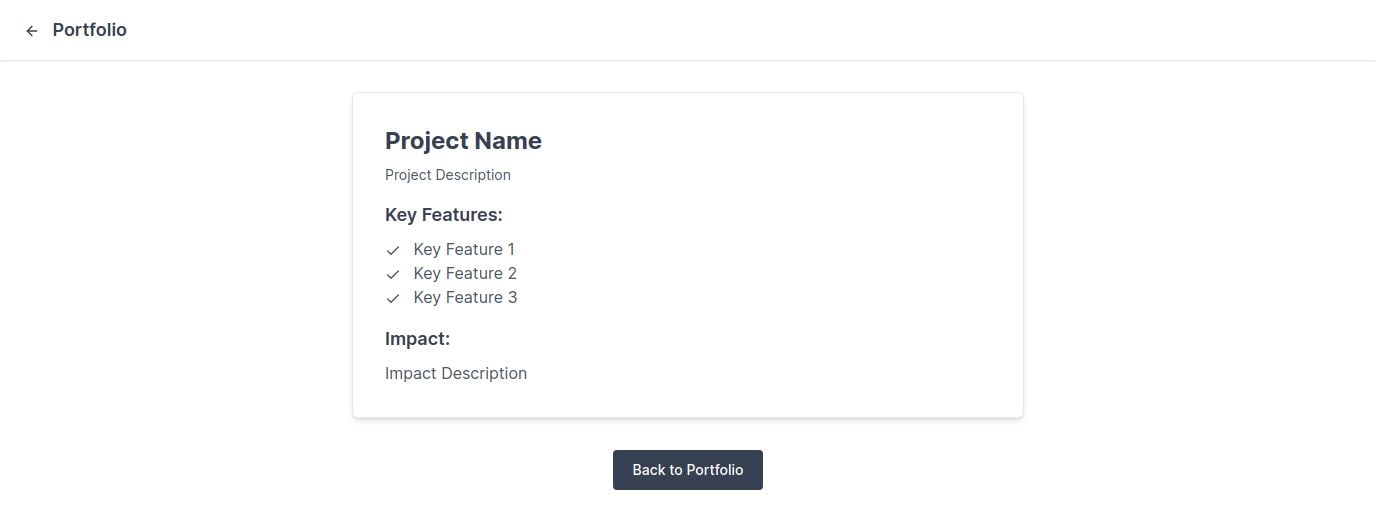 Portfolio
Project Name
Project Description
Key Features:
Key Feature 1
Key Feature 2
Key Feature 3
Impact:
Impact Description
Back to Portfolio